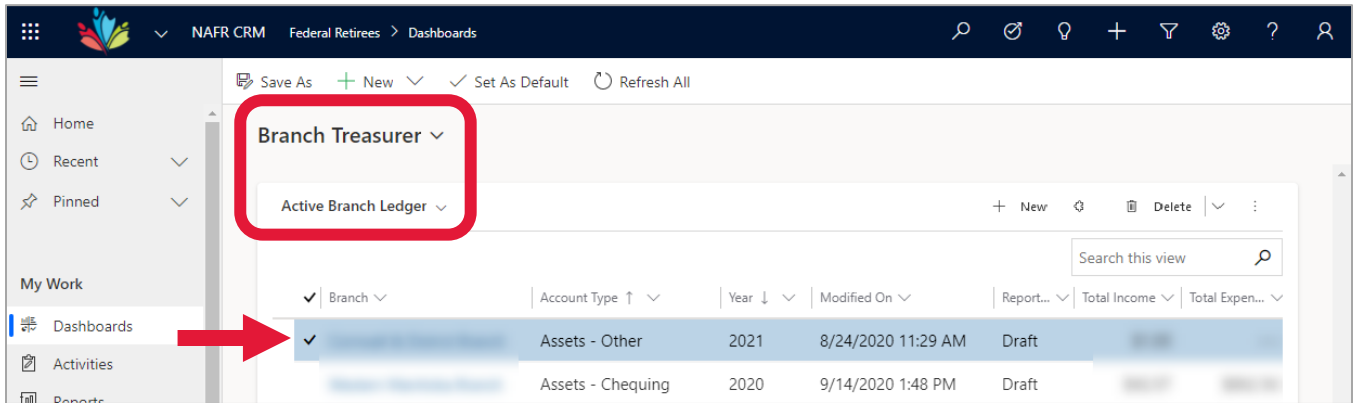 NAFR CRM Federal Retirees > Dashboards
Save As New Set As Default Refresh All
Home
Recent
Pinned
My Work
Dashboards
Activities
Reports
Branch Treasurer
Active Branch Ledger + New Delete
Search this view
Branch Account Type ↑ Year ↓ Modified On Report... Total Income Total Expen...
Assets - Other 2021 8/24/2020 11:29 AM Draft
Assets - Chequing 2020 9/14/2020 1:48 PM Draft